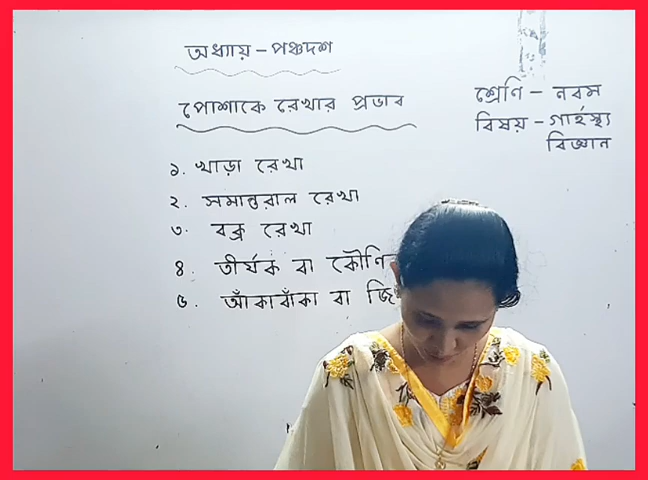 অধ্যায় – পঞ্চদশ
পোশাকে রেখার প্রভাব
শ্রেণি – নবম
বিষয় – গার্হস্থ্য
বিজ্ঞান
১. খাড়া রেখা
২. সমান্তরাল রেখা
৩. বক্র রেখা
৪. তীর্যক বা
৫. আঁকাবাঁকা বা